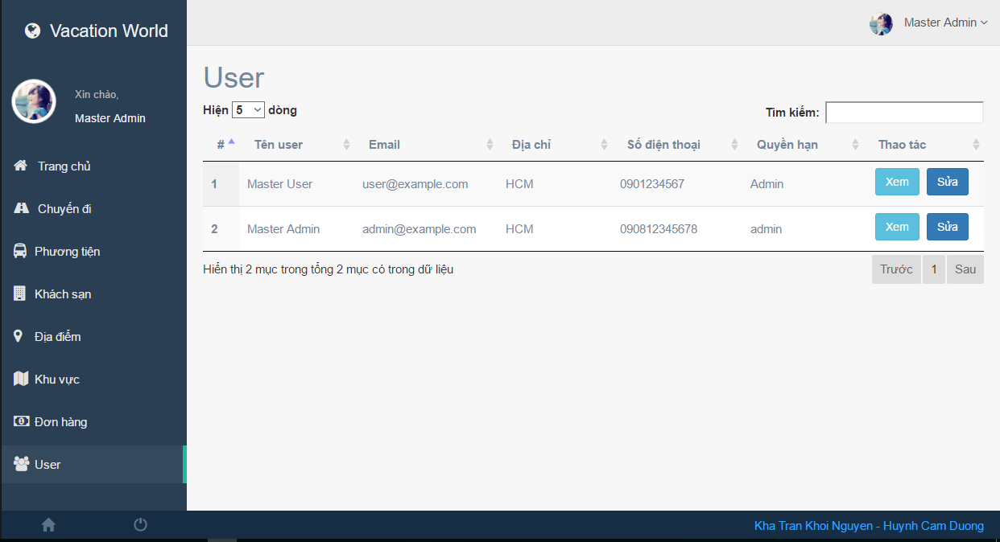 Vacation World
Master Admin
Xin chào,
Master Admin
Trang chủ
Chuyến đi
Phương tiện
Khách sạn
Địa điểm
Khu vực
Đơn hàng
User
User
Hiện 5 dòng
Tìm kiếm:
# Tên user Email Địa chỉ Số điện thoại Quyền hạn Thao tác
1 Master User user@example.com HCM 0901234567 Admin Xem Sửa
2 Master Admin admin@example.com HCM 090812345678 admin Xem Sửa
Hiển thị 2 mục trong tổng 2 mục có trong dữ liệu
Trước 1 Sau
Kha Tran Khoi Nguyen - Huynh Cam Duong